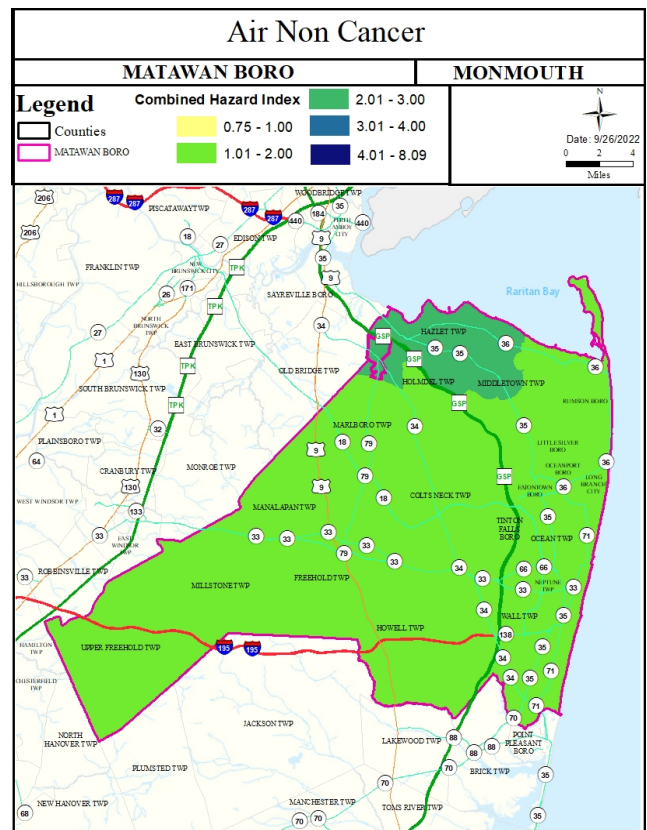 Air Non Cancer
MATAWAN BORO
MONMOUTH
Legend
Counties
MATAWAN BORO
Combined Hazard Index
0.75 - 1.00
1.01 - 2.00
2.01 - 3.00
3.01 - 4.00
4.01 - 8.09
N
Date: 9/26/2022
0 2 4
Miles
206
287
287
PISCATAWAY TWP
287
287
440
WOODBRIDGE TWP
184
35
440
PERTH
AMBOY
CITY
206
18
27
EDISON TWP
9
35
FRANKLIN TWP
NEW
BRUNSWICK CITY
TPK
9
HILLSBOROUGH TWP
26
171
SAYREVILLE BORO
Raritan Bay
TPK
27
NORTH
BRUNSWICK
TWP
34
GSP
HAZLET TWP
1
EAST BRUNSWICK TWP
35
35
36
130
TPK
OLD BRIDGE TWP
GSP
36
SOUTH BRUNSWICK TWP
HOLMDEL TWP
MIDDLETOWN TWP
TPK
GSP
RUMSON BORO
1
32
MARLBORO TWP
34
35
PLAINSBORO TWP
18
79
LITTLE SILVER
BORO
64
CRANBURY TWP
MONROE TWP
9
OCEANPORT
BORO
36
130
79
GSP
LONG
BRANCH
CITY
9
18
COLTS NECK TWP
EATONTOWN
BORO
36
WEST WINDSOR TWP
133
MANALAPAN TWP
TINTON
FALLS
BORO
35
33
EAST
WINDSOR
TWP
33
33
33
OCEAN TWP
71
79
33
33
ROBBINSVILLE TWP
34
66
66
33
FREEHOLD TWP
33
33
NEPTUNE
TWP
33
MILLSTONE TWP
34
WALL TWP
35
HOWELL TWP
138
HAMILTON
TWP
UPPER FREEHOLD TWP
195
195
35
34
CHESTERFIELD
TWP
34
35
71
71
JACKSON TWP
70
NORTH
HANOVER TWP
LAKEWOOD TWP
88
88
88
POINT
PLEASANT
BORO
PLUMSTED TWP
70
BRICK TWP
35
70
NEW HANOVER TWP
MANCHESTER TWP
TOMS RIVER TWP
68
70
70
35